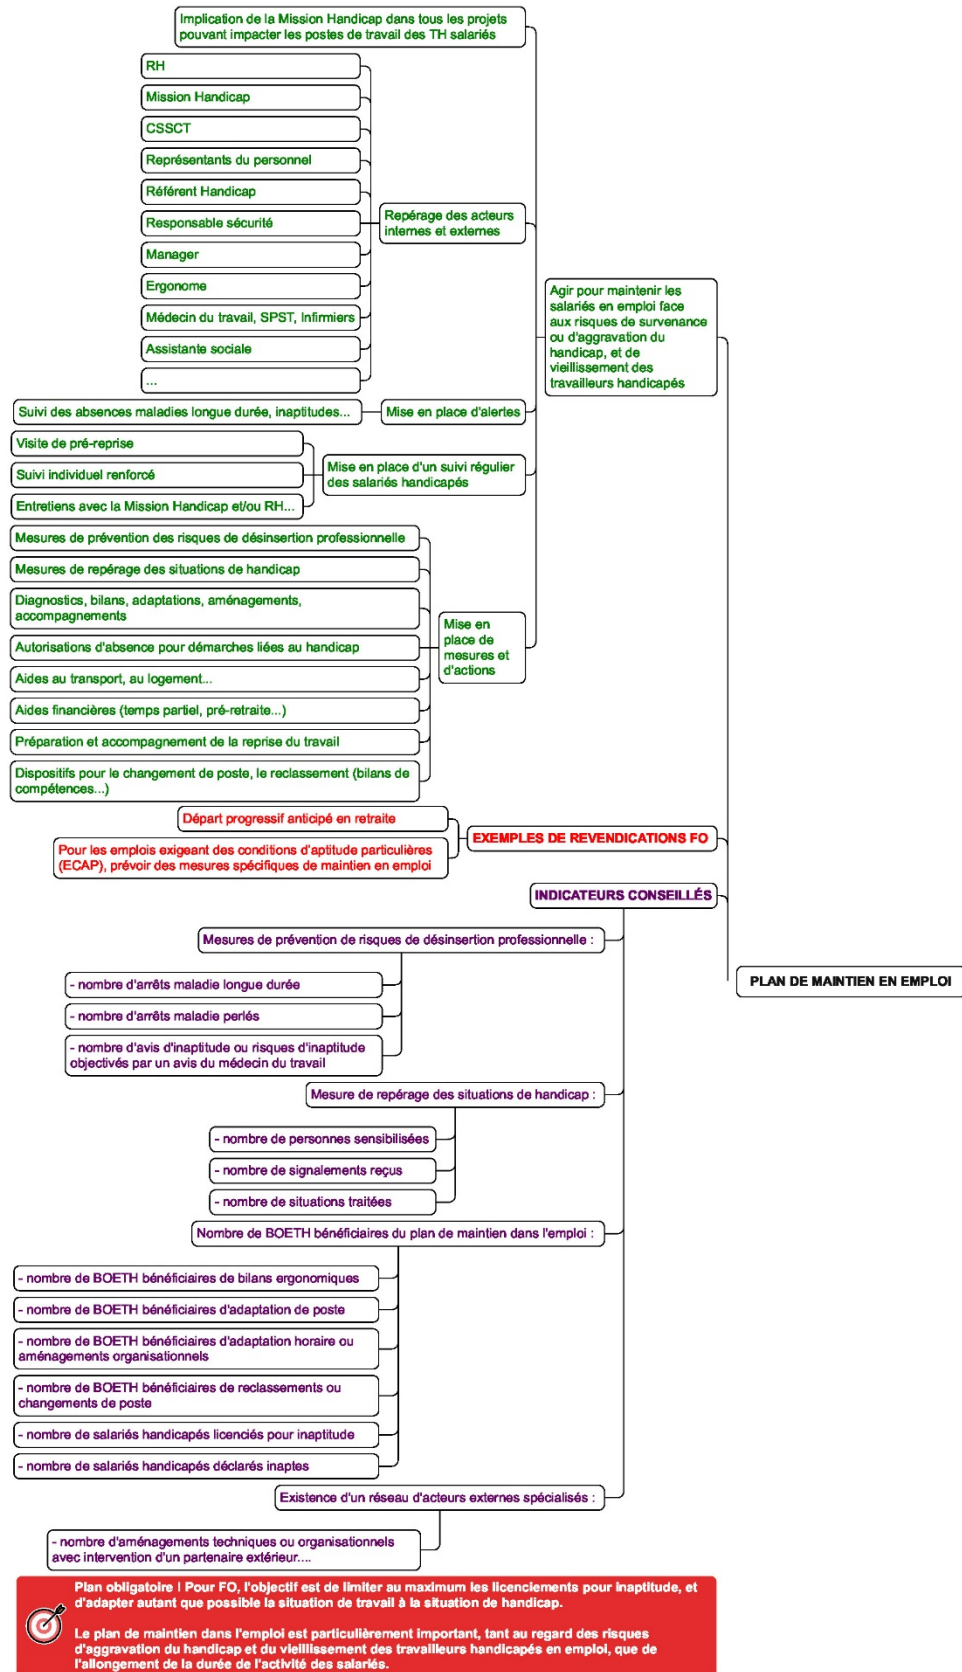 Implication de la Mission Handicap dans tous les projets
pouvant impacter les postes de travail des TH salariés
RH
Mission Handicap
CSSCT
Représentants du personnel
Référent Handicap
Responsable sécurité
Manager
Ergonome
Médecin du travail, SPST, Infirmiers
Assistante sociale
...
Repérage des acteurs
internes et externes
Agir pour maintenir les
salariés en emploi face
aux risques de survenance
ou d'aggravation du
handicap, et de
vieillissement des
travailleurs handicapés
Suivi des absences maladies longue durée, inaptitudes...
Mise en place d'alertes
Visite de pré-reprise
Suivi individuel renforcé
Entretiens avec la Mission Handicap et/ou RH...
Mise en place d'un suivi régulier
des salariés handicapés
Mesures de prévention des risques de désinsertion professionnelle
Mesures de repérage des situations de handicap
Diagnostics, bilans, adaptations, aménagements,
accompagnements
Autorisations d'absence pour démarches liées au handicap
Aides au transport, au logement...
Aides financières (temps partiel, pré-retraite...)
Préparation et accompagnement de la reprise du travail
Dispositifs pour le changement de poste, le reclassement (bilans de
compétences...)
Mise en
place de
mesures et
d'actions
Départ progressif anticipé en retraite
Pour les emplois exigeant des conditions d'aptitude particulières
(ECAP), prévoir des mesures spécifiques de maintien en emploi
EXEMPLES DE REVENDICATIONS FO
INDICATEURS CONSEILLÉS
Mesures de prévention de risques de désinsertion professionnelle :
- nombre d'arrêts maladie longue durée
- nombre d'arrêts maladie perlés
- nombre d'avis d'inaptitude ou risques d'inaptitude
objectivés par un avis du médecin du travail
PLAN DE MAINTIEN EN EMPLOI
Mesure de repérage des situations de handicap :
- nombre de personnes sensibilisées
- nombre de signalements reçus
- nombre de situations traitées
Nombre de BOETH bénéficiaires du plan de maintien dans l'emploi :
- nombre de BOETH bénéficiaires de bilans ergonomiques
- nombre de BOETH bénéficiaires d'adaptation de poste
- nombre de BOETH bénéficiaires d'adaptation horaire ou
aménagements organisationnels
- nombre de BOETH bénéficiaires de reclassements ou
changements de poste
- nombre de salariés handicapés licenciés pour inaptitude
- nombre de salariés handicapés déclarés inaptes
Existence d'un réseau d'acteurs externes spécialisés :
- nombre d'aménagements techniques ou organisationnels
avec intervention d'un partenaire extérieur....
Plan obligatoire ! Pour FO, l'objectif est de limiter au maximum les licenciements pour inaptitude, et
d'adapter autant que possible la situation de travail à la situation de handicap.
Le plan de maintien dans l'emploi est particulièrement important, tant au regard des risques
d'aggravation du handicap et du vieillissement des travailleurs handicapés en emploi, que de
l'allongement de la durée de l'activité des salariés.